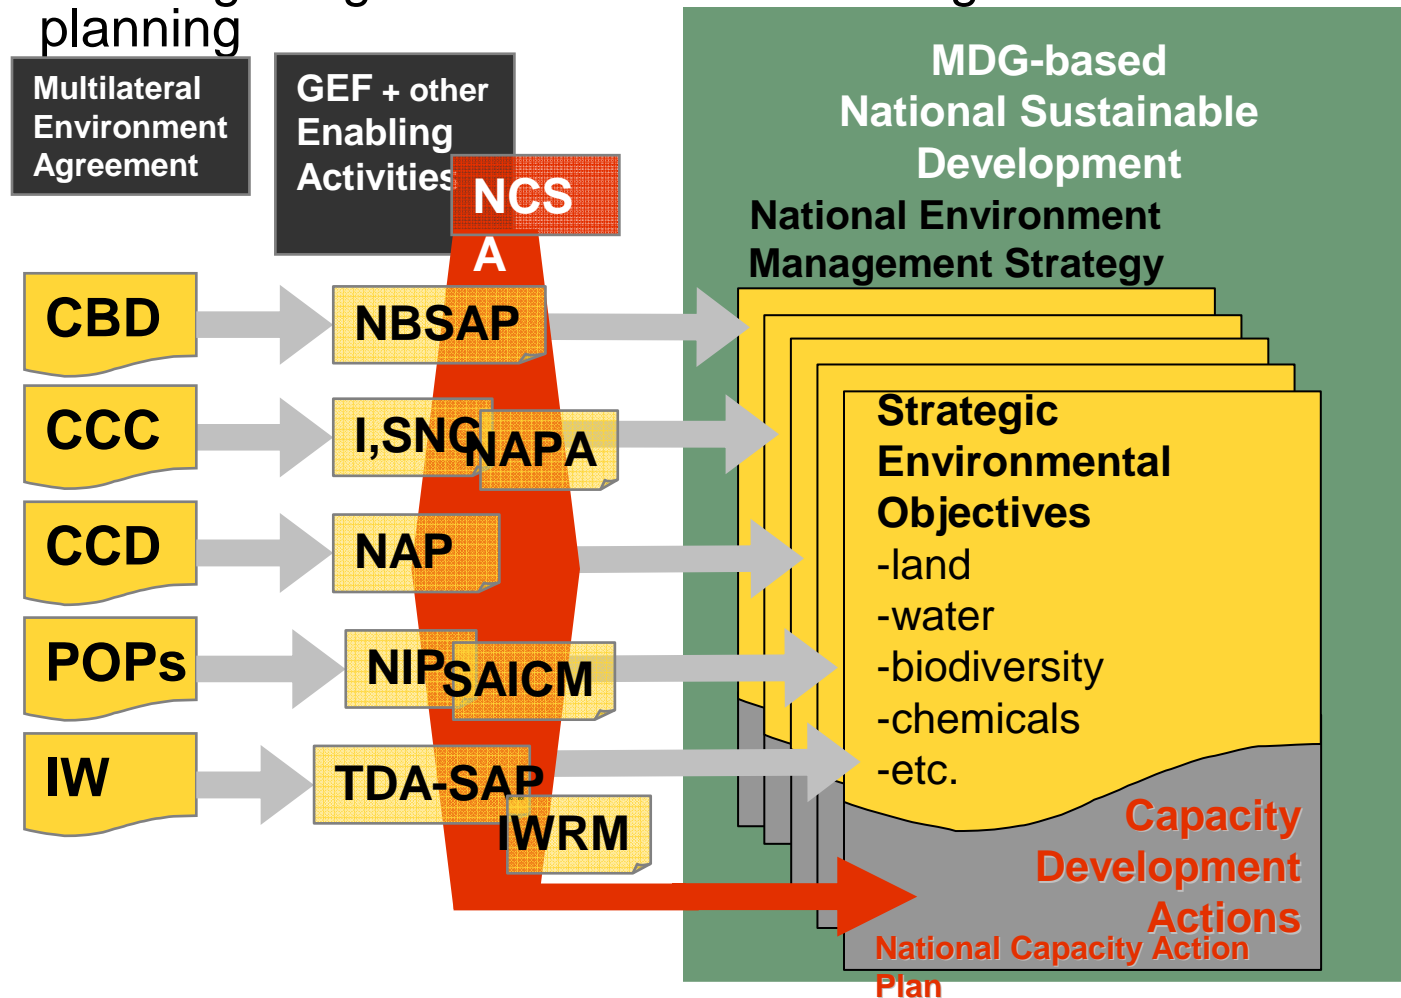 planning
Multilateral
Environment
Agreement
GEF + other
Enabling
Activities
NCS
A
MDG-based
National Sustainable
Development
National Environment
Management Strategy
CBD
NBSAP
CCC
I,SNC
NAPA
CCD
NAP
POPs
NIP
SAICM
IW
TDA-SAP
IWRM
Strategic
Environmental
Objectives
-land
-water
-biodiversity
-chemicals
-etc.
Capacity
Development
Actions
National Capacity Action
Plan